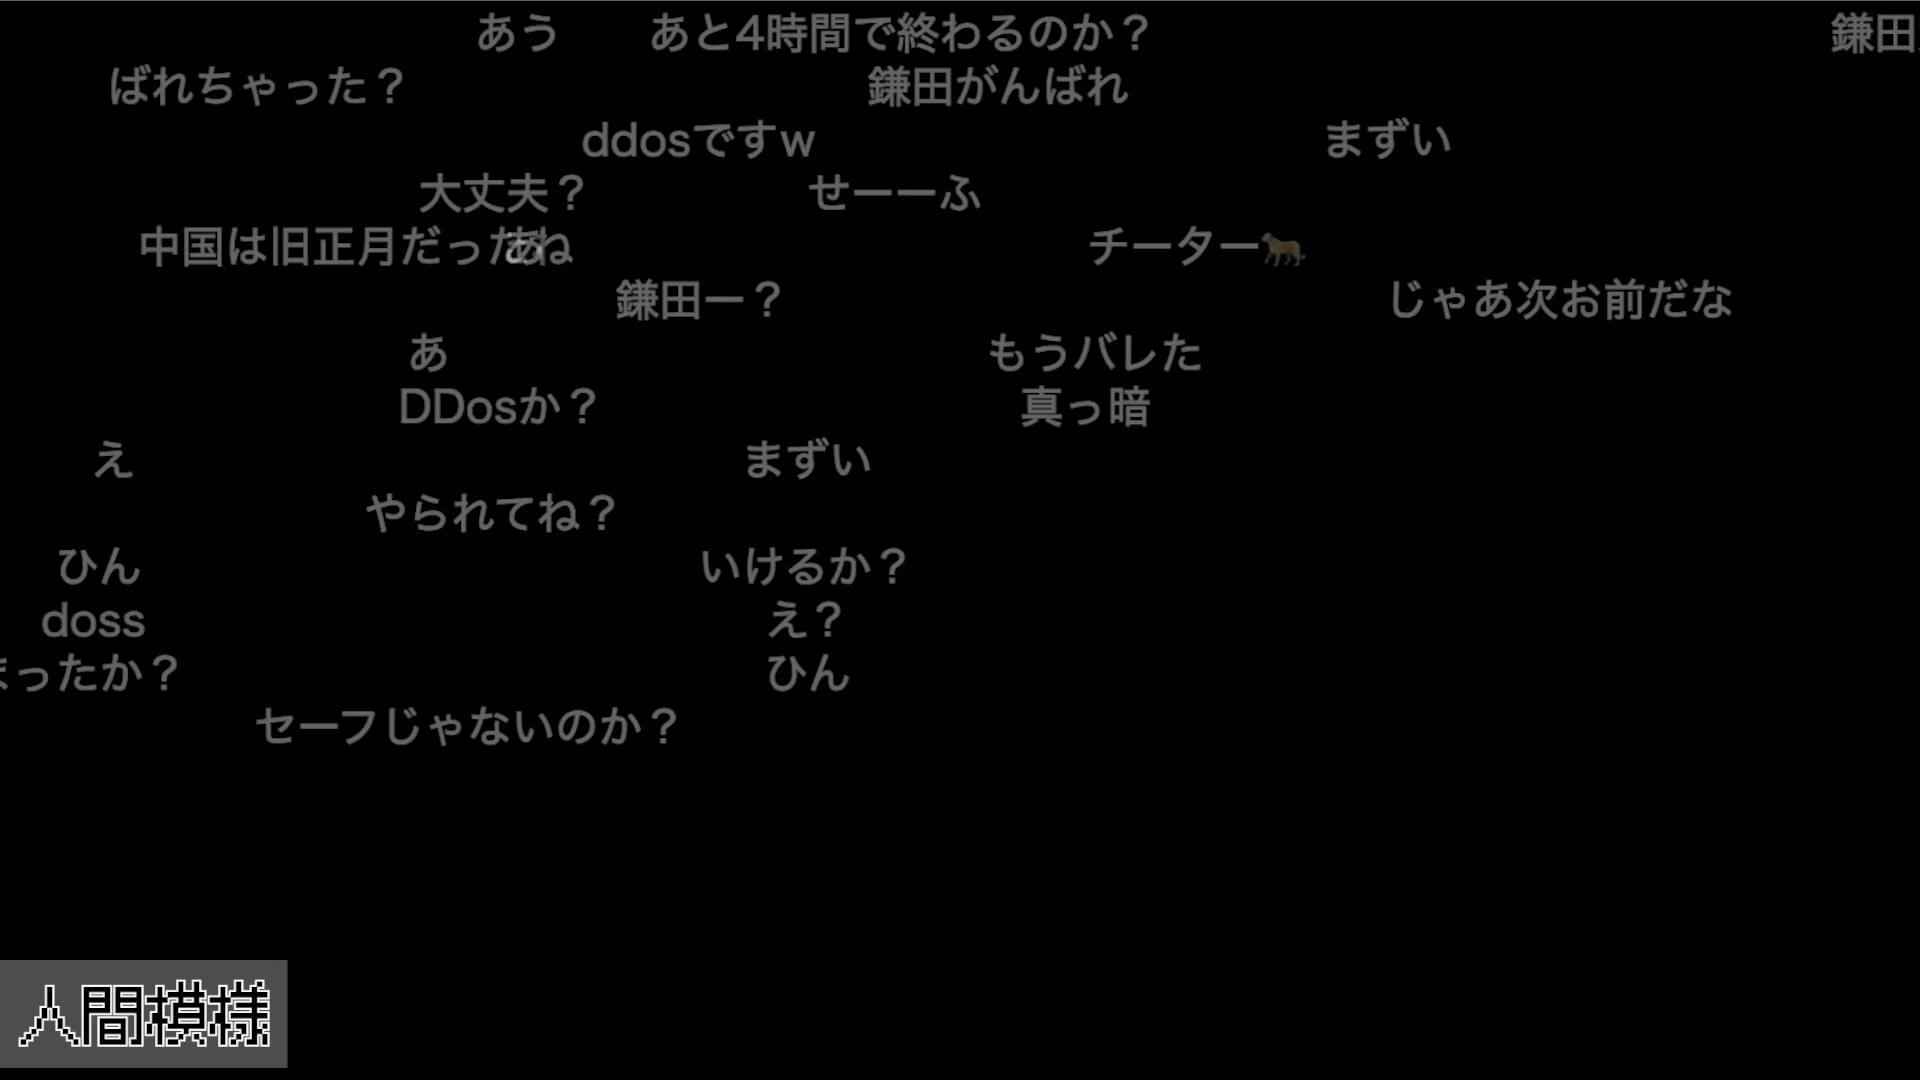 あう あと4時間で終わるのか？ 鎌田
ばれちゃった？ 鎌田がんばれ
ddosですw まずい
大丈夫？ せーーふ
中国は旧正月だったね あ チーター🐆
鎌田ー？ じゃあ次お前だな
あ もうバレた
DDosか？ 真っ暗
え まずい
やられてね？
ひん いけるか？
doss え？
まったか？ ひん
セーフじゃないのか？
人間模様